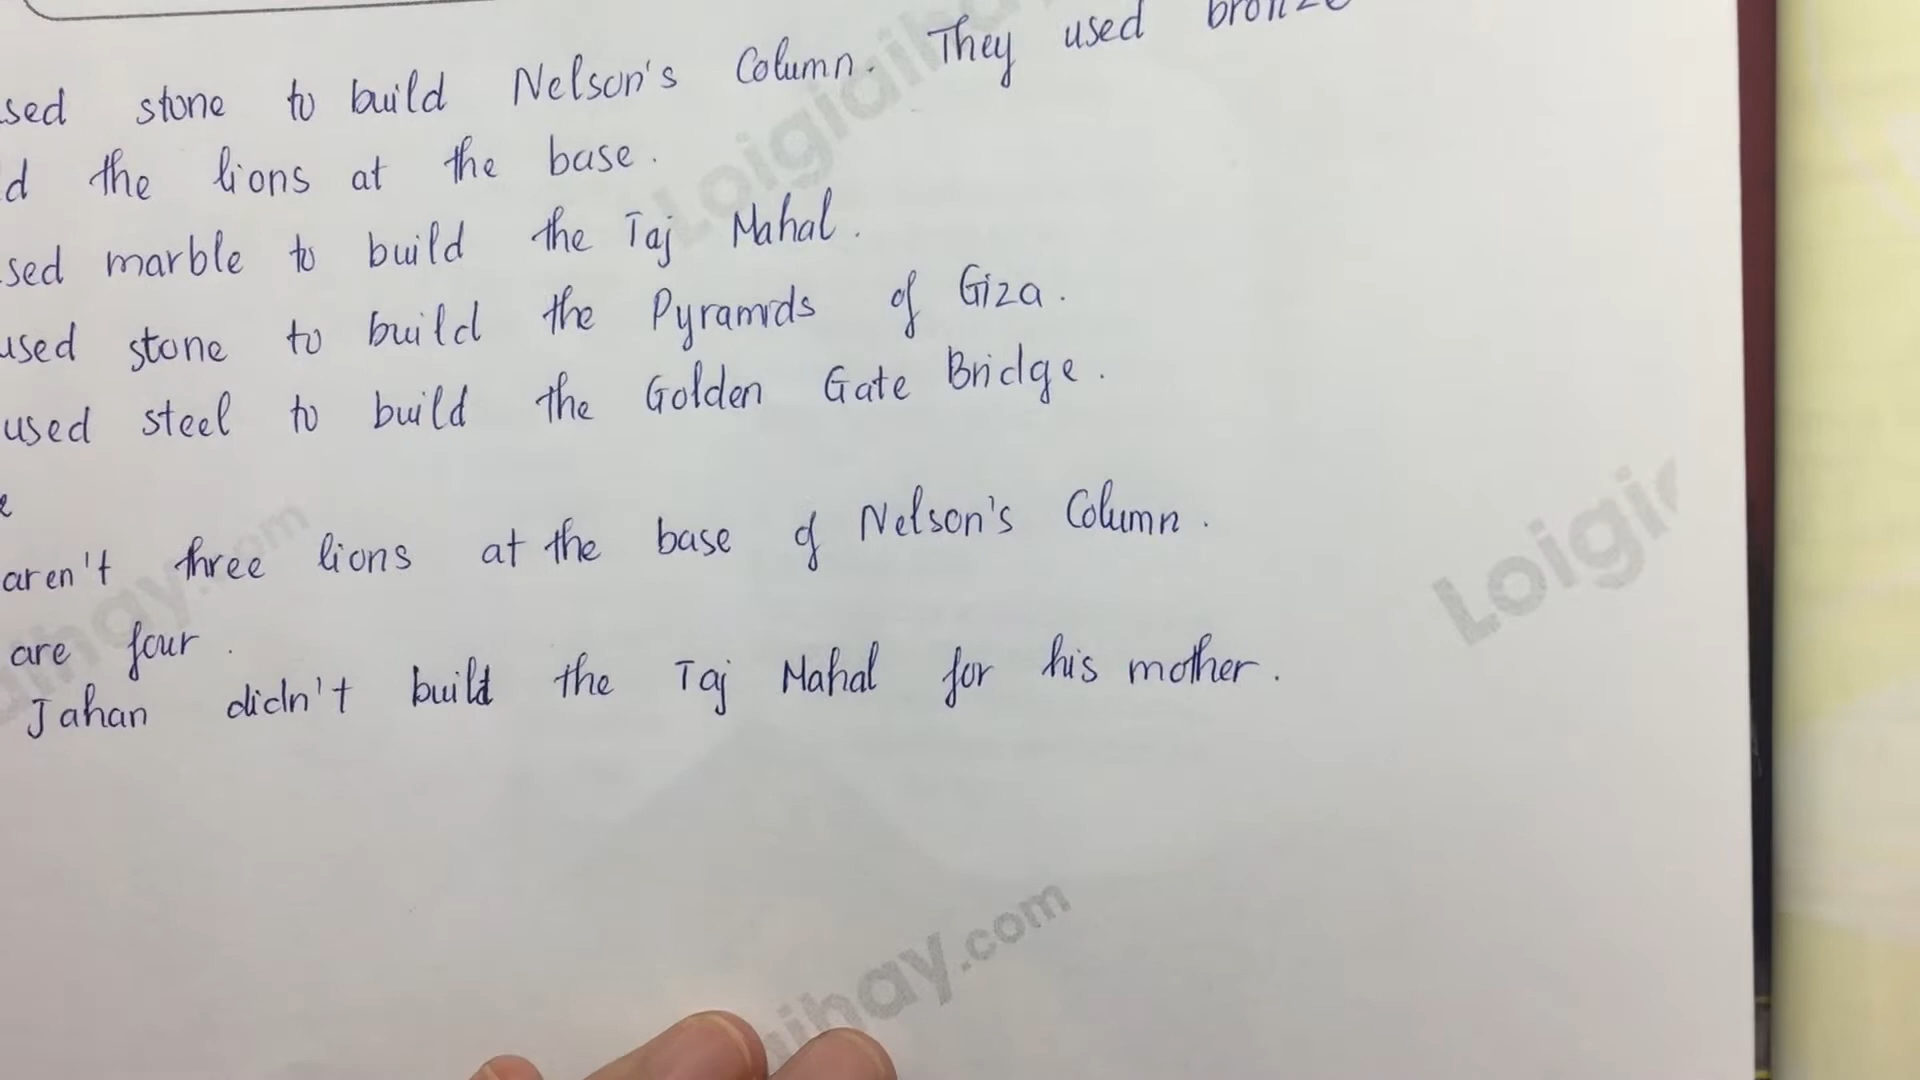 sed stone to build Nelson's Column. They used bronze
d the lions at the base.
sed marble to build the Taj Mahal.
used stone to build the Pyramids of Giza.
used steel to build the Golden Gate Bridge.
e
aren't three lions at the base of Nelson's Column.
are four.
Jahan didn't build the Taj Mahal for his mother.